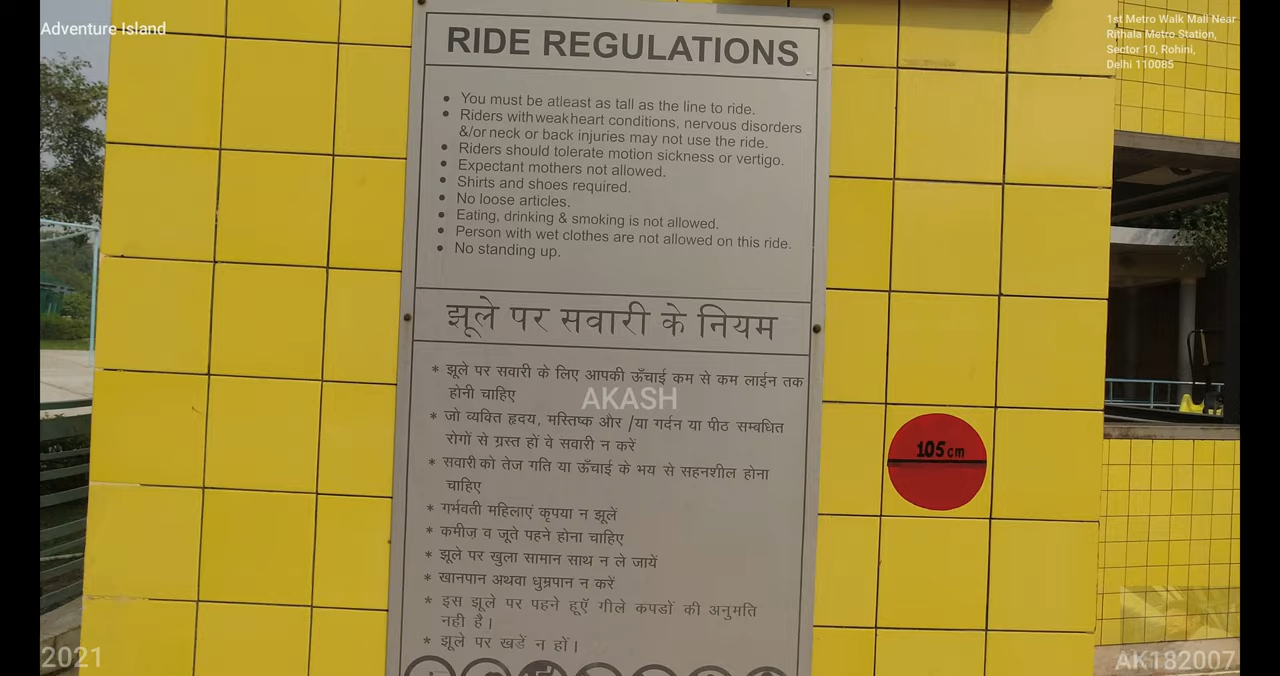 Adventure Island
1st Metro Walk Mall Near
Rithala Metro Station,
Sector 10, Rohini,
Delhi 110085
RIDE REGULATIONS
• You must be atleast as tall as the line to ride.
• Riders with weak heart conditions, nervous disorders
&/or neck or back injuries may not use the ride.
• Riders should tolerate motion sickness or vertigo.
• Expectant mothers not allowed.
• Shirts and shoes required.
• No loose articles.
• Eating, drinking & smoking is not allowed.
• Person with wet clothes are not allowed on this ride.
• No standing up.
झूले पर सवारी के नियम
* झूले पर सवारी के लिए आपकी ऊँचाई कम से कम लाईन तक
होनी चाहिए
AKASH
* जो व्यक्ति हृदय, मस्तिष्क और /या गर्दन या पीठ सम्बधित
रोगों से ग्रस्त हों वे सवारी न करें
* सवारी को तेज गति या ऊँचाई के भय से सहनशील होना
चाहिए
* गर्भवती महिलाएं कृपया न झूलें
* कमीज़ व जूते पहने होना चाहिए
* झूले पर खुला सामान साथ न ले जायें
* खानपान अथवा धुम्रपान न करें
* इस झूले पर पहने हूएॅ गीले कपडों की अनुमति
नही है।
* झूले पर खडें न हों।
105 cm
2021
AK182007